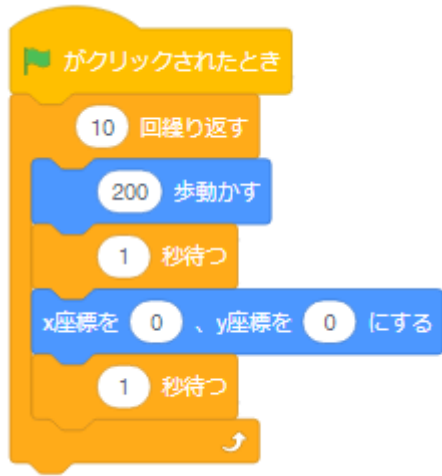 がクリックされたとき
10 回繰り返す
200 歩動かす
1 秒待つ
x座標を 0 、y座標を 0 にする
1 秒待つ